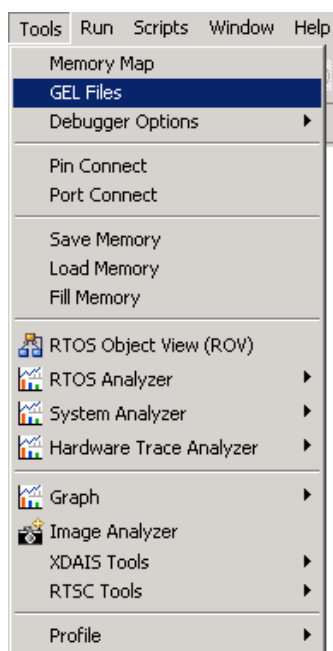 Tools Run Scripts Window Help
Memory Map
GEL Files
Debugger Options
Pin Connect
Port Connect
Save Memory
Load Memory
Fill Memory
RTOS Object View (ROV)
RTOS Analyzer
System Analyzer
Hardware Trace Analyzer
Graph
Image Analyzer
XDAIS Tools
RTSC Tools
Profile